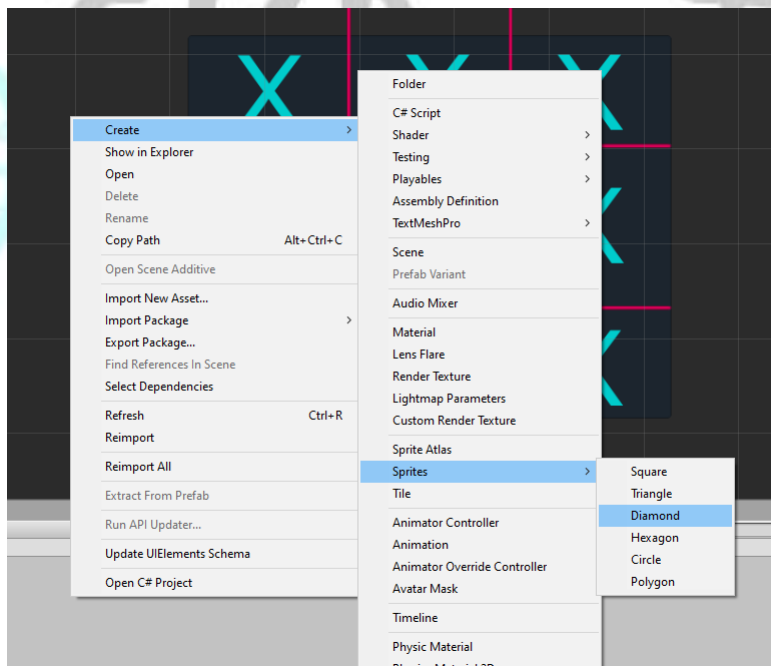 X X X
Create
Show in Explorer
Open
Delete
Rename
Copy Path Alt+Ctrl+C
Open Scene Additive
Import New Asset...
Import Package
Export Package...
Find References In Scene
Select Dependencies
Refresh Ctrl+R
Reimport
Reimport All
Extract From Prefab
Run API Updater...
Update UIElements Schema
Open C# Project
Folder
C# Script
Shader
Testing
Playables
Assembly Definition
TextMeshPro
Scene
Prefab Variant
Audio Mixer
Material
Lens Flare
Render Texture
Lightmap Parameters
Custom Render Texture
Sprite Atlas
Sprites
Tile
Animator Controller
Animation
Animator Override Controller
Avatar Mask
Timeline
Physic Material
Square
Triangle
Diamond
Hexagon
Circle
Polygon